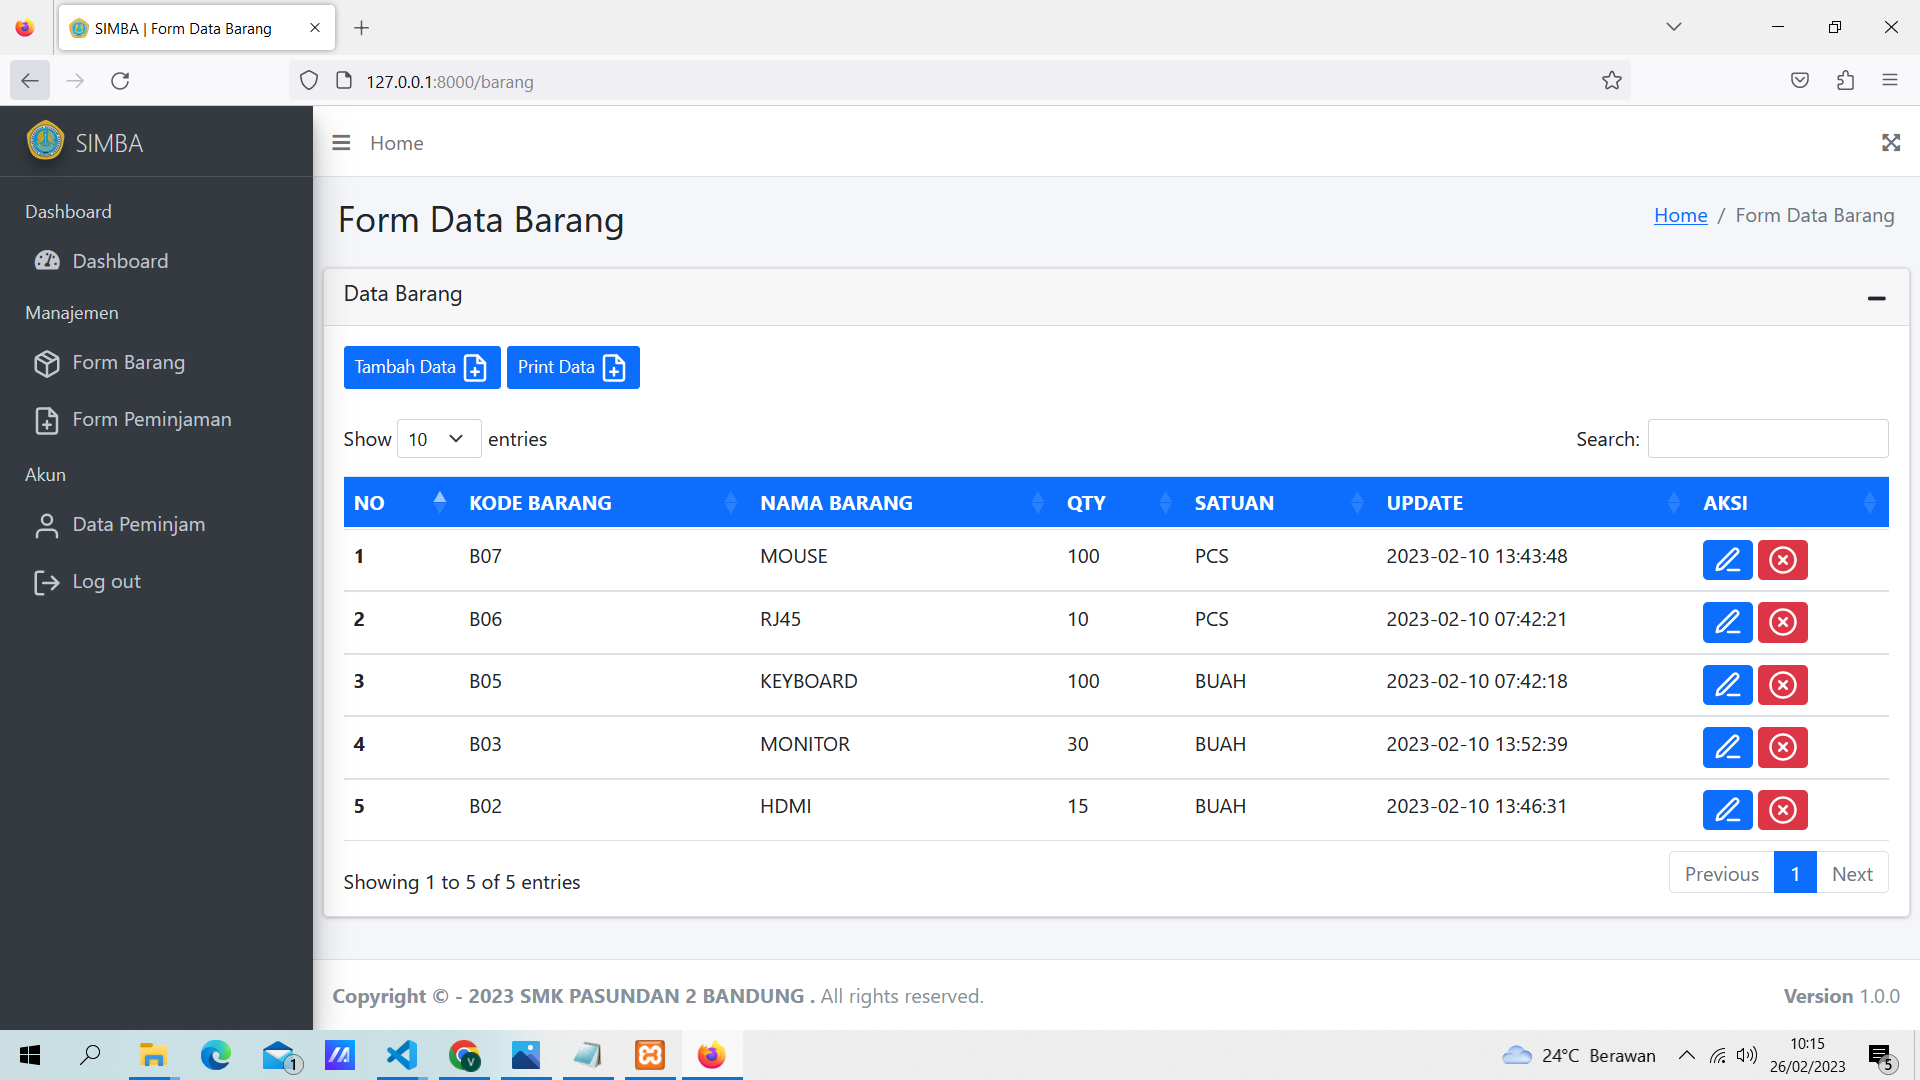 SIMBA | Form Data Barang
127.0.0.1:8000/barang
SIMBA
Home
Dashboard
Dashboard
Manajemen
Form Barang
Form Peminjaman
Akun
Data Peminjam
Log out
Form Data Barang
Home / Form Data Barang
Data Barang
Tambah Data Print Data
Show 10 entries Search:
NO KODE BARANG NAMA BARANG QTY SATUAN UPDATE AKSI
1 B07 MOUSE 100 PCS 2023-02-10 13:43:48
2 B06 RJ45 10 PCS 2023-02-10 07:42:21
3 B05 KEYBOARD 100 BUAH 2023-02-10 07:42:18
4 B03 MONITOR 30 BUAH 2023-02-10 13:52:39
5 B02 HDMI 15 BUAH 2023-02-10 13:46:31
Showing 1 to 5 of 5 entries Previous 1 Next
Copyright © - 2023 SMK PASUNDAN 2 BANDUNG . All rights reserved. Version 1.0.0
1
V
24°C Berawan
10:15
26/02/2023
5